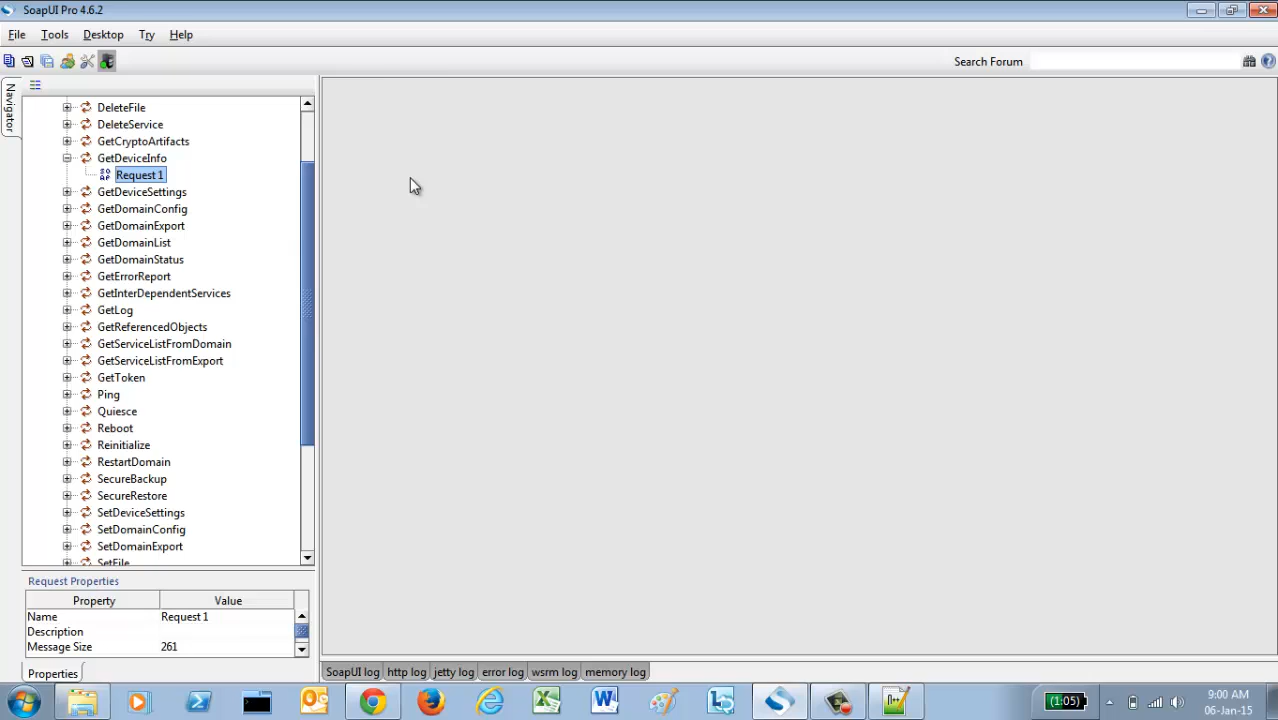 SoapUI Pro 4.6.2
File Tools Desktop Try Help
Search Forum
Navigator
DeleteFile
DeleteService
GetCryptoArtifacts
GetDeviceInfo
Request 1
GetDeviceSettings
GetDomainConfig
GetDomainExport
GetDomainList
GetDomainStatus
GetErrorReport
GetInterDependentServices
GetLog
GetReferencedObjects
GetServiceListFromDomain
GetServiceListFromExport
GetToken
Ping
Quiesce
Reboot
Reinitialize
RestartDomain
SecureBackup
SecureRestore
SetDeviceSettings
SetDomainConfig
SetDomainExport
SetFile
Request Properties
Property Value
Name Request 1
Description
Message Size 261
Properties
SoapUI log http log jetty log error log wsrm log memory log
(1:05)
9:00 AM
06-Jan-15